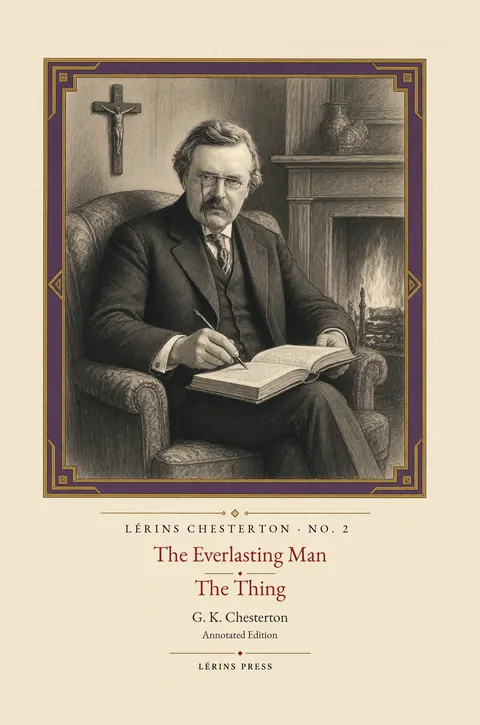 LÉRINS CHESTERTON · NO. 2
The Everlasting Man
The Thing
G. K. Chesterton
Annotated Edition
LÉRINS PRESS